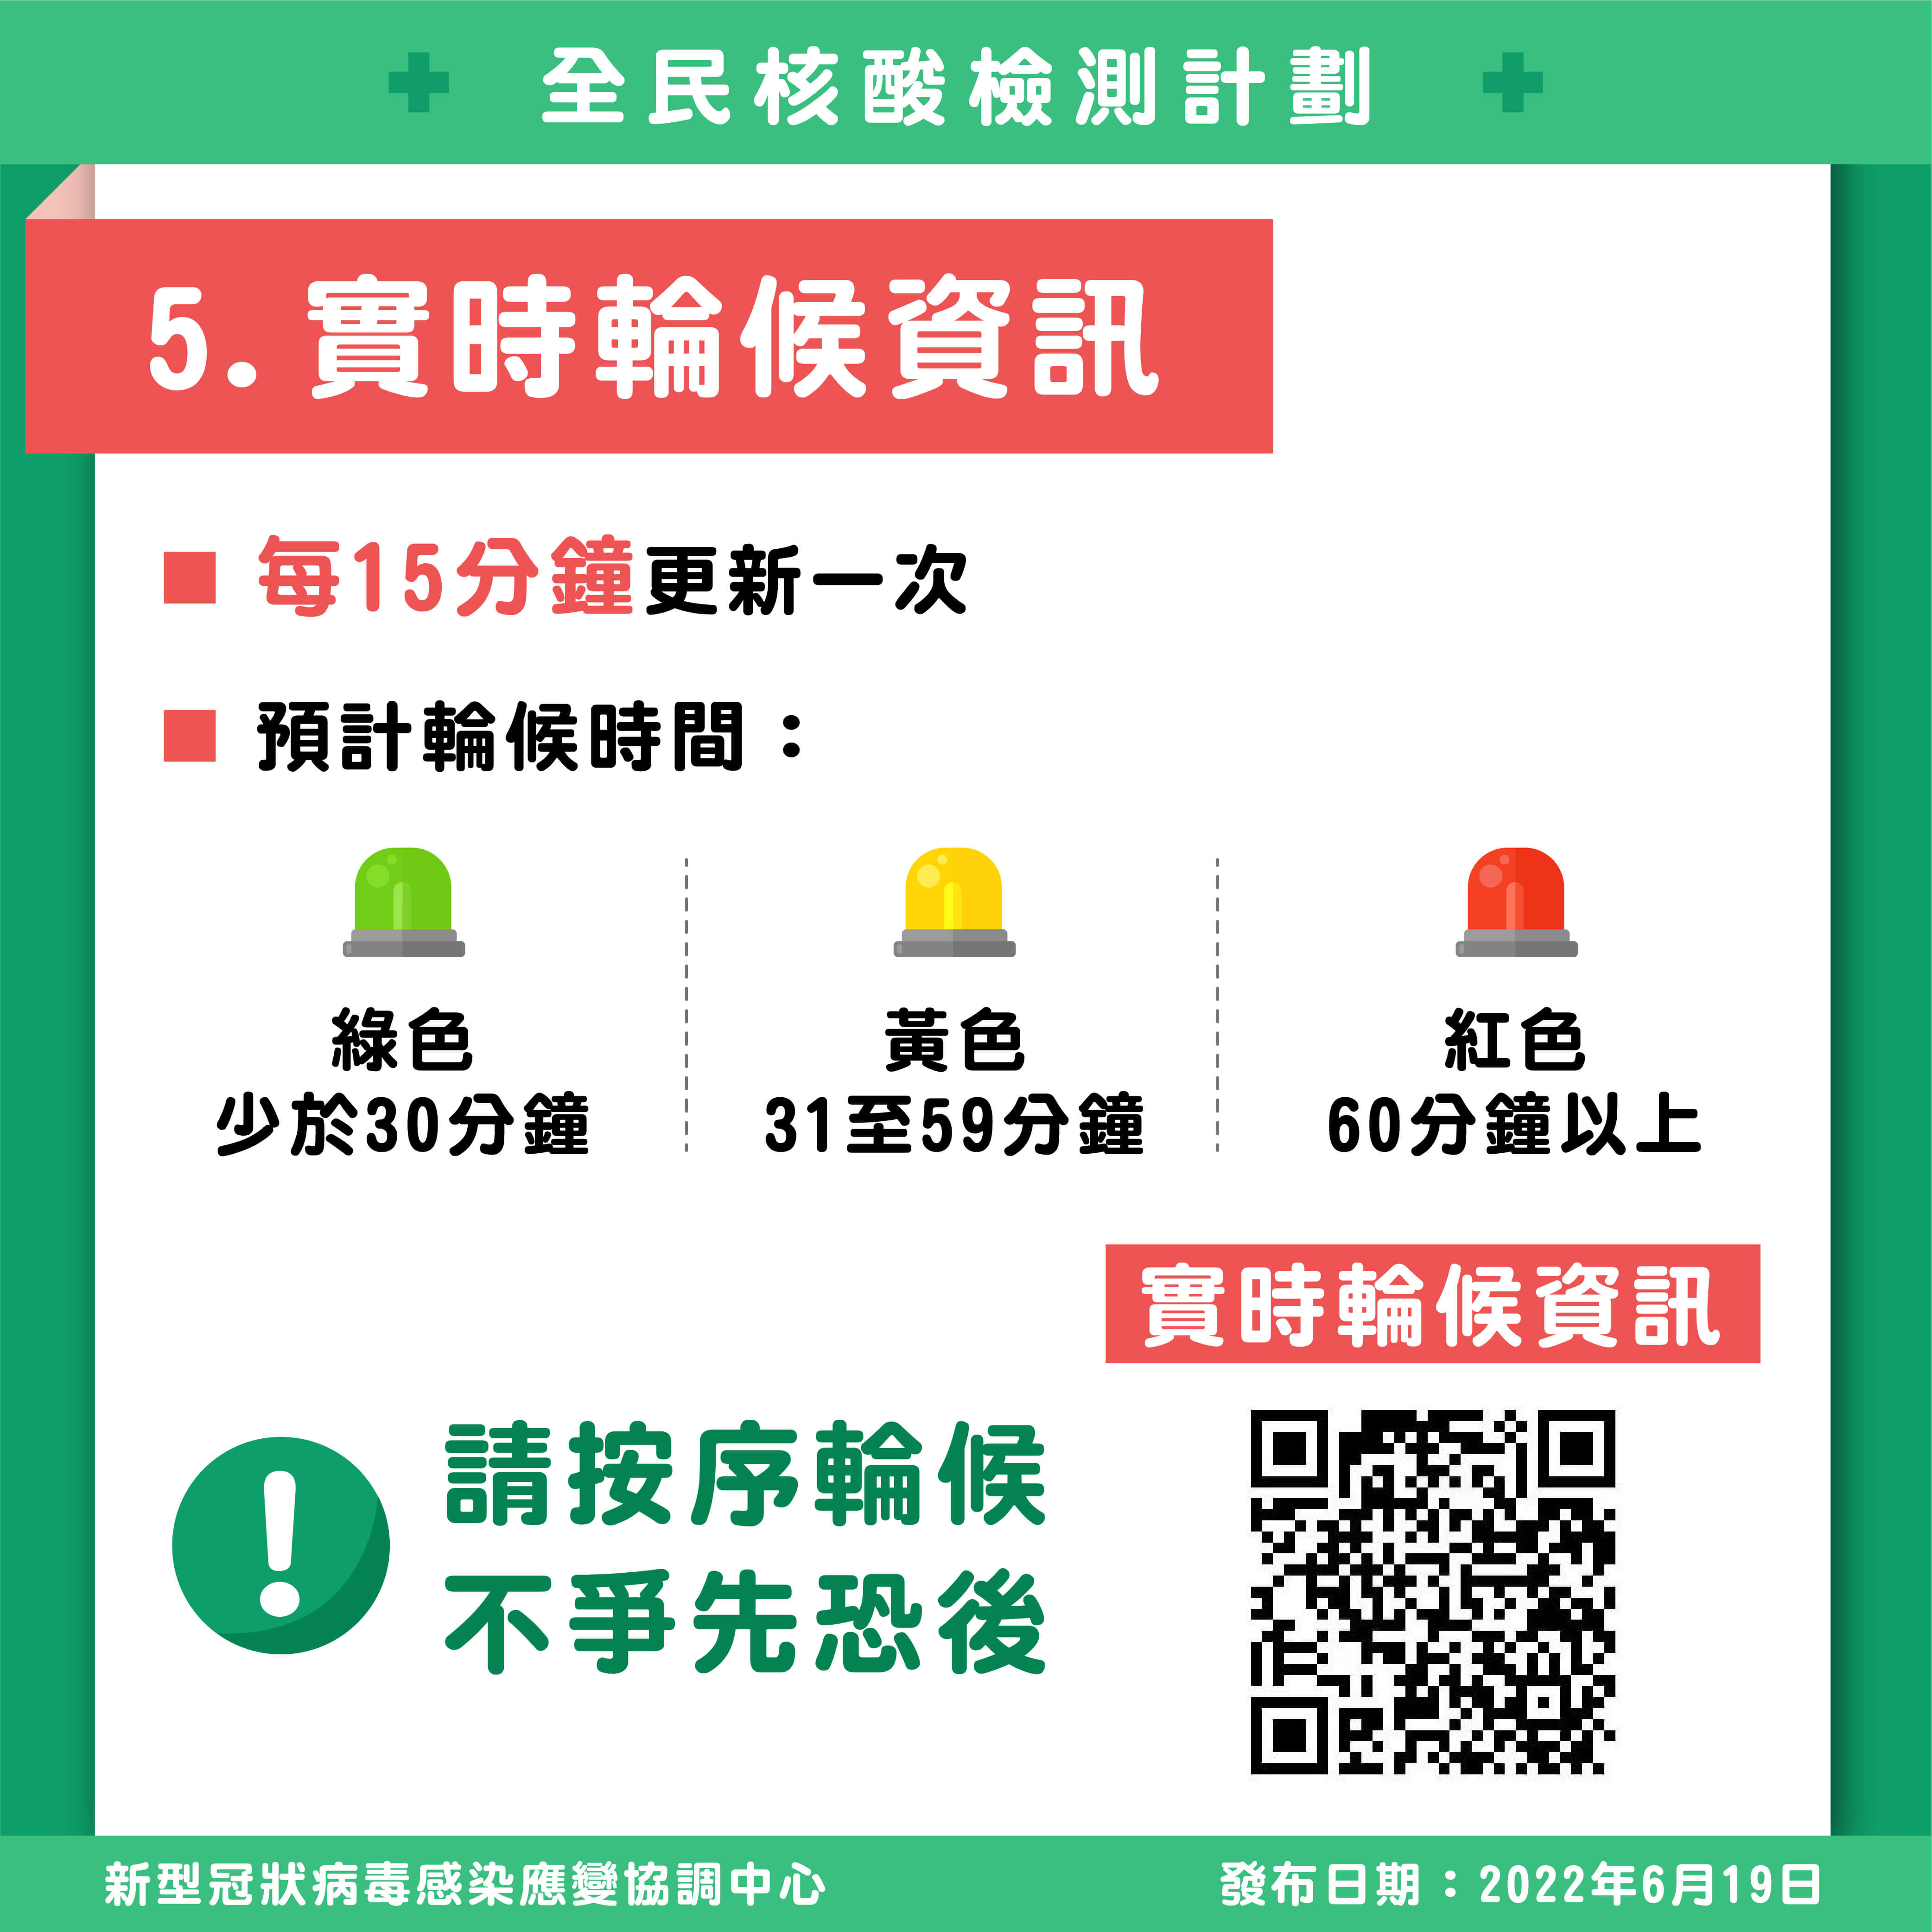 全民核酸檢測計劃
5.實時輪候資訊
每15分鐘更新一次
預計輪候時間：
綠色
少於30分鐘
黃色
31至59分鐘
紅色
60分鐘以上
實時輪候資訊
請按序輪候
不爭先恐後
新型冠狀病毒感染應變協調中心
發布日期：2022年6月19日